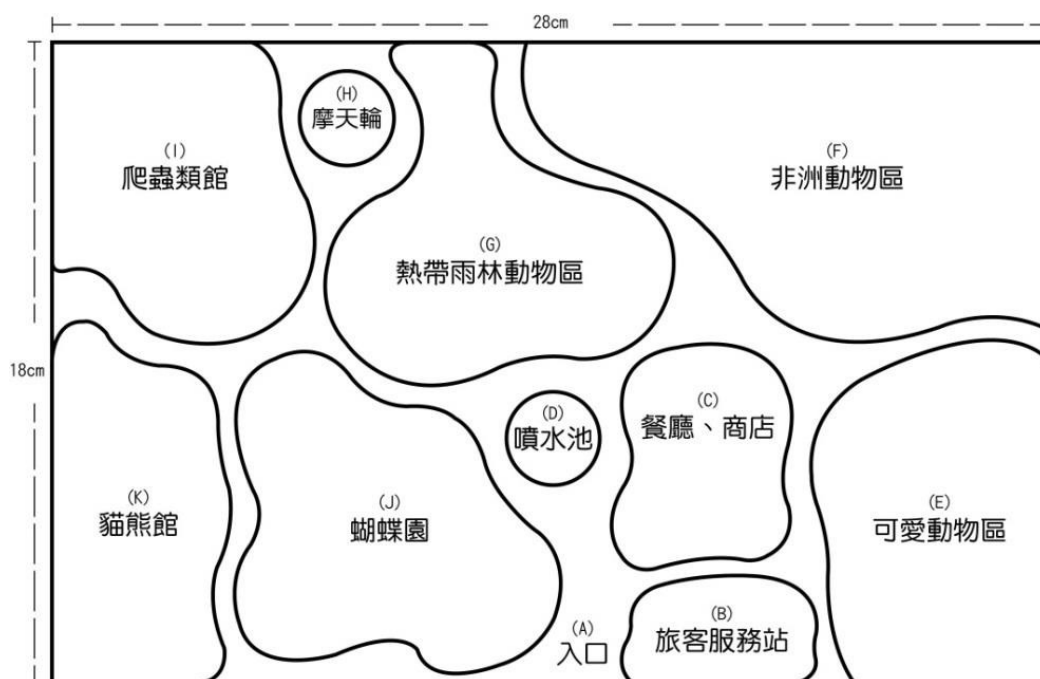 28cm
(H)
摩天輪
(I)
爬蟲類館
(F)
非洲動物區
(G)
熱帶雨林動物區
18cm
(D)
噴水池
(C)
餐廳、商店
(K)
貓熊館
(J)
蝴蝶園
(E)
可愛動物區
(A)
入口
(B)
旅客服務站